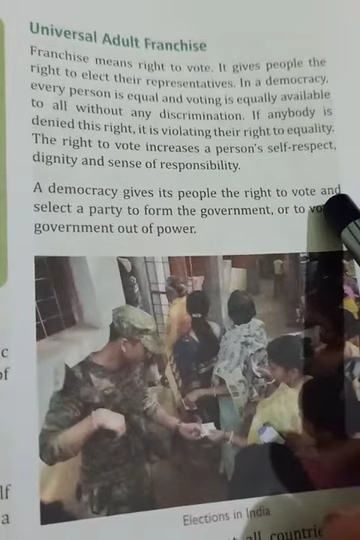 Universal Adult Franchise
Franchise means right to vote. It gives people the
right to elect their representatives. In a democracy,
every person is equal and voting is equally available
to all without any discrimination. If anybody is
denied this right, it is violating their right to equality.
The right to vote increases a person's self-respect,
dignity and sense of responsibility.
A democracy gives its people the right to vote and
select a party to form the government, or to
government out of power.
c
of
Elections in India
lf
a
all